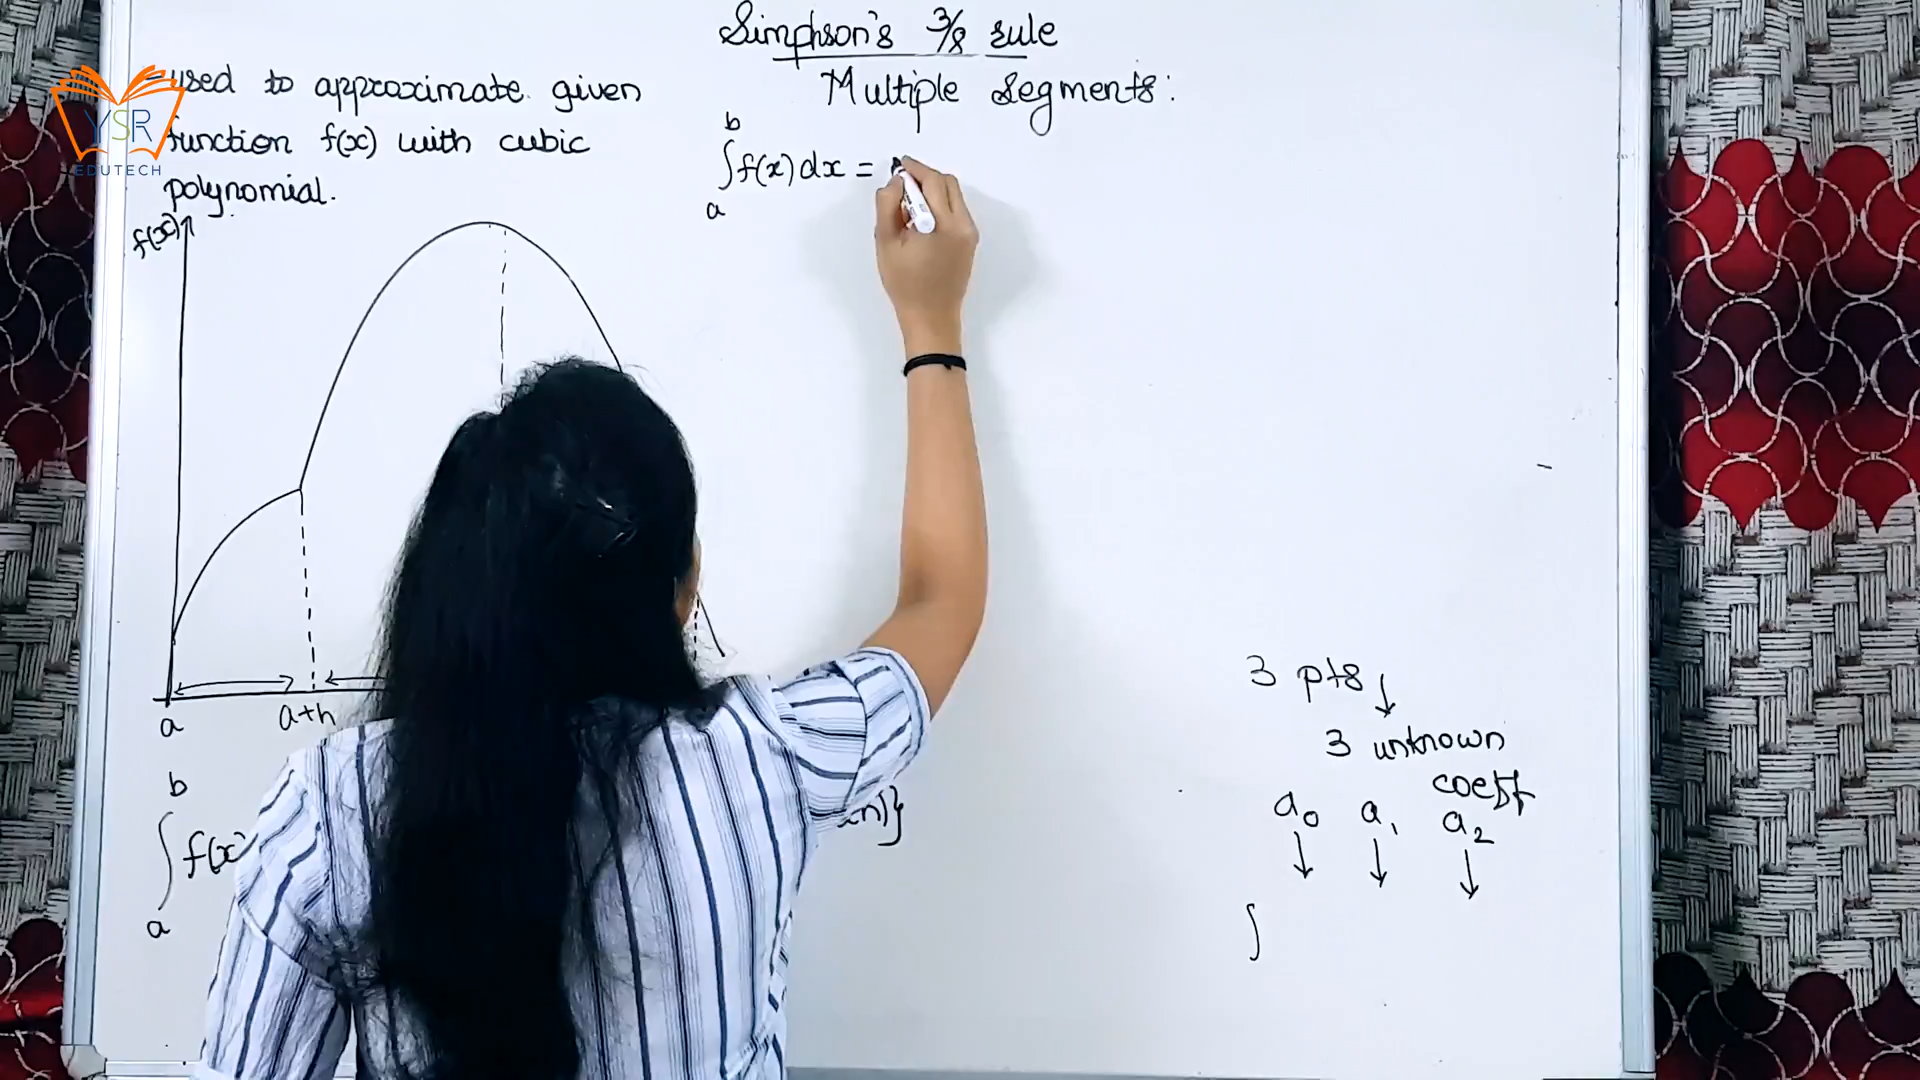 Simphson's 3/8 rule
-used to approximate given
function f(x) with cubic
polynomial.
Multiple Segments:
b
∫f(x)dx =
a
YSR
EDUTECH
f(x)
a
a+h
b
∫ f(x)
a
3 pts ↓
3 unknown
coeff
a₀ a₁ a₂
↓ ↓ ↓
∫